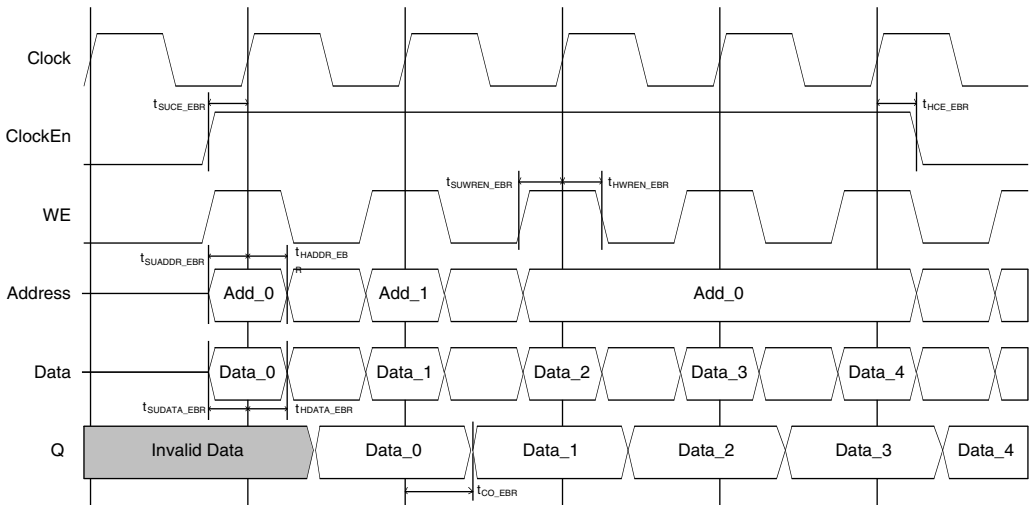 Clock
tSUCE_EBR
tHCE_EBR
ClockEn
tSUWREN_EBR
tHWREN_EBR
WE
tSUADDR_EBR
tHADDR_EB
R
Address
Add_0
Add_1
Add_0
Data
Data_0
Data_1
Data_2
Data_3
Data_4
tSUDATA_EBR
tHDATA_EBR
Q
Invalid Data
Data_0
Data_1
Data_2
Data_3
Data_4
tCO_EBR